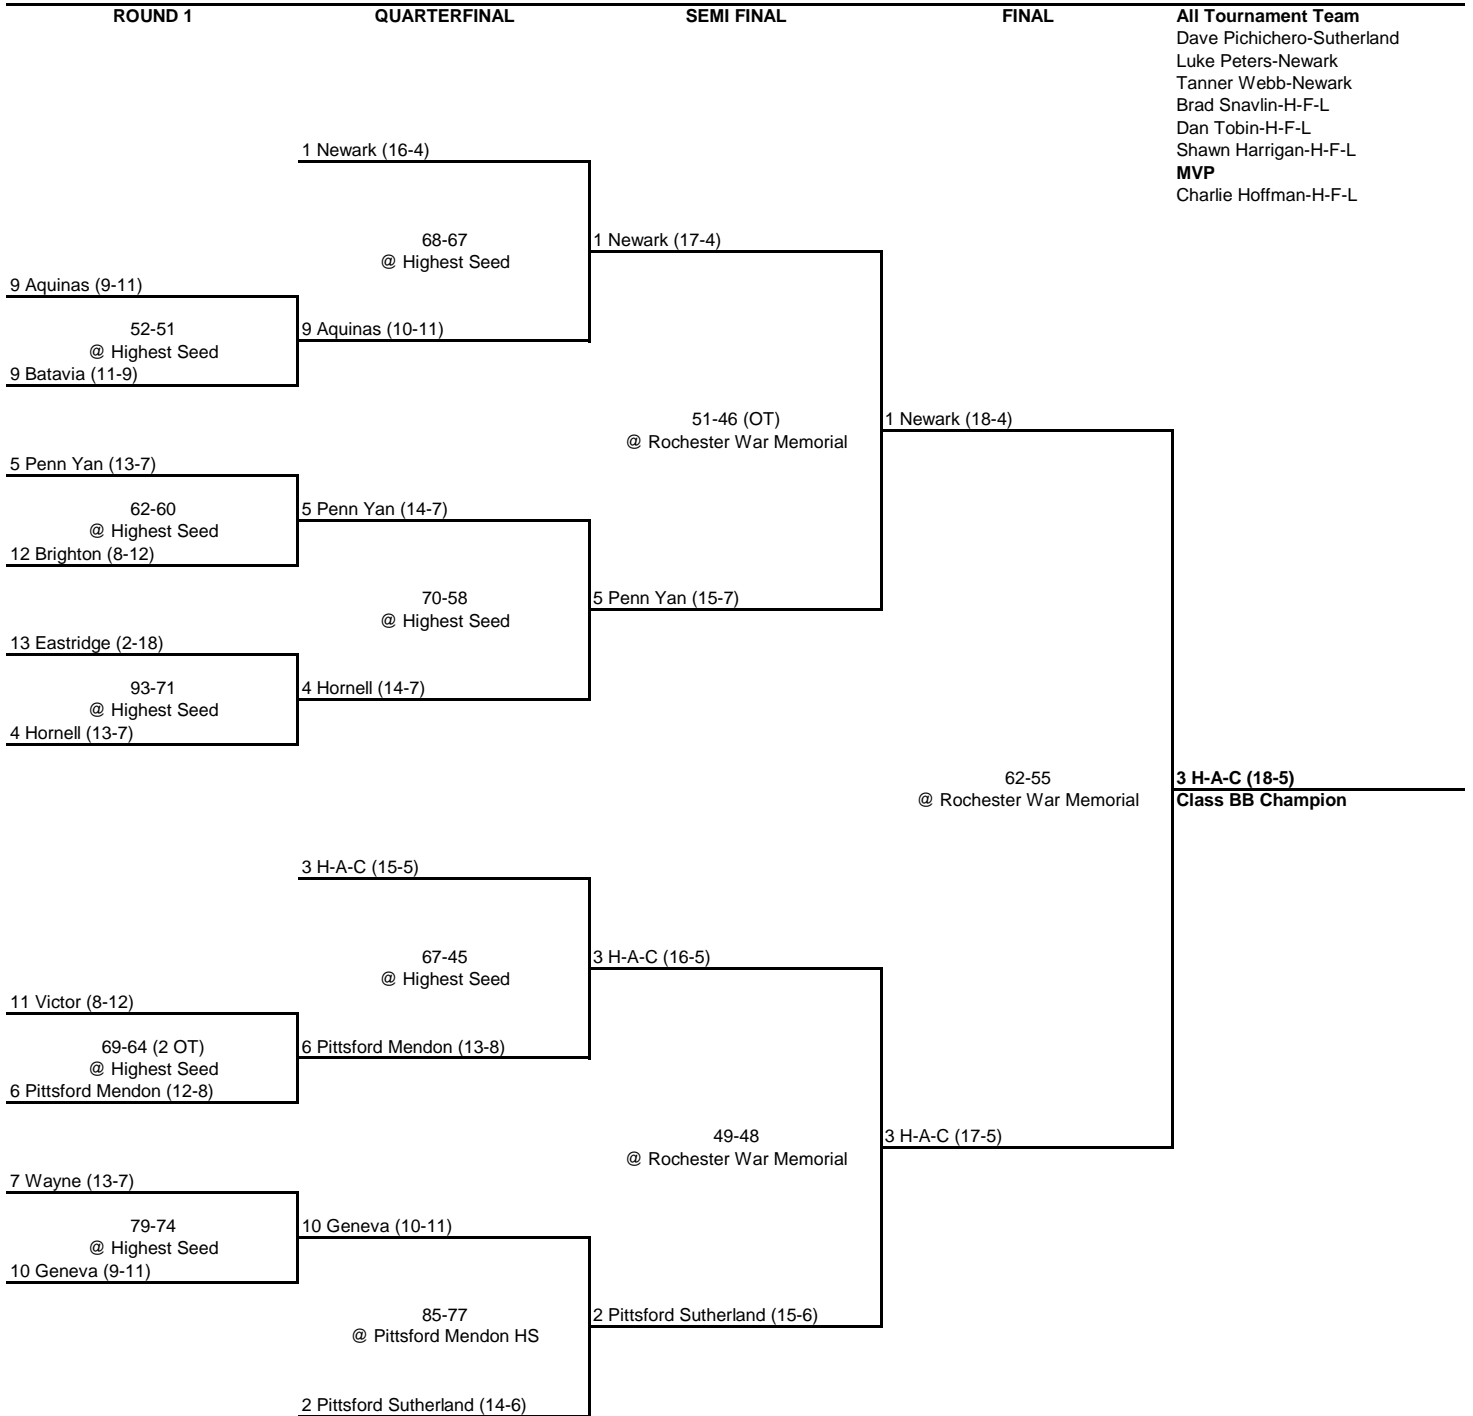 ROUND 1 QUARTERFINAL SEMI FINAL FINAL All Tournament Team
Dave Pichichero-Sutherland
Luke Peters-Newark
Tanner Webb-Newark
Brad Snavlin-H-F-L
Dan Tobin-H-F-L
1 Newark (16-4) Shawn Harrigan-H-F-L
MVP
Charlie Hoffman-H-F-L
68-67 1 Newark (17-4)
@ Highest Seed
9 Aquinas (9-11)
52-51 9 Aquinas (10-11)
@ Highest Seed
9 Batavia (11-9)
51-46 (OT) 1 Newark (18-4)
@ Rochester War Memorial
5 Penn Yan (13-7)
62-60 5 Penn Yan (14-7)
@ Highest Seed
12 Brighton (8-12)
70-58 5 Penn Yan (15-7)
@ Highest Seed
13 Eastridge (2-18)
93-71 4 Hornell (14-7)
@ Highest Seed
4 Hornell (13-7)
62-55 3 H-A-C (18-5)
@ Rochester War Memorial Class BB Champion
3 H-A-C (15-5)
67-45 3 H-A-C (16-5)
@ Highest Seed
11 Victor (8-12)
69-64 (2 OT) 6 Pittsford Mendon (13-8)
@ Highest Seed
6 Pittsford Mendon (12-8)
49-48 3 H-A-C (17-5)
@ Rochester War Memorial
7 Wayne (13-7)
79-74 10 Geneva (10-11)
@ Highest Seed
10 Geneva (9-11)
85-77 2 Pittsford Sutherland (15-6)
@ Pittsford Mendon HS
2 Pittsford Sutherland (14-6)